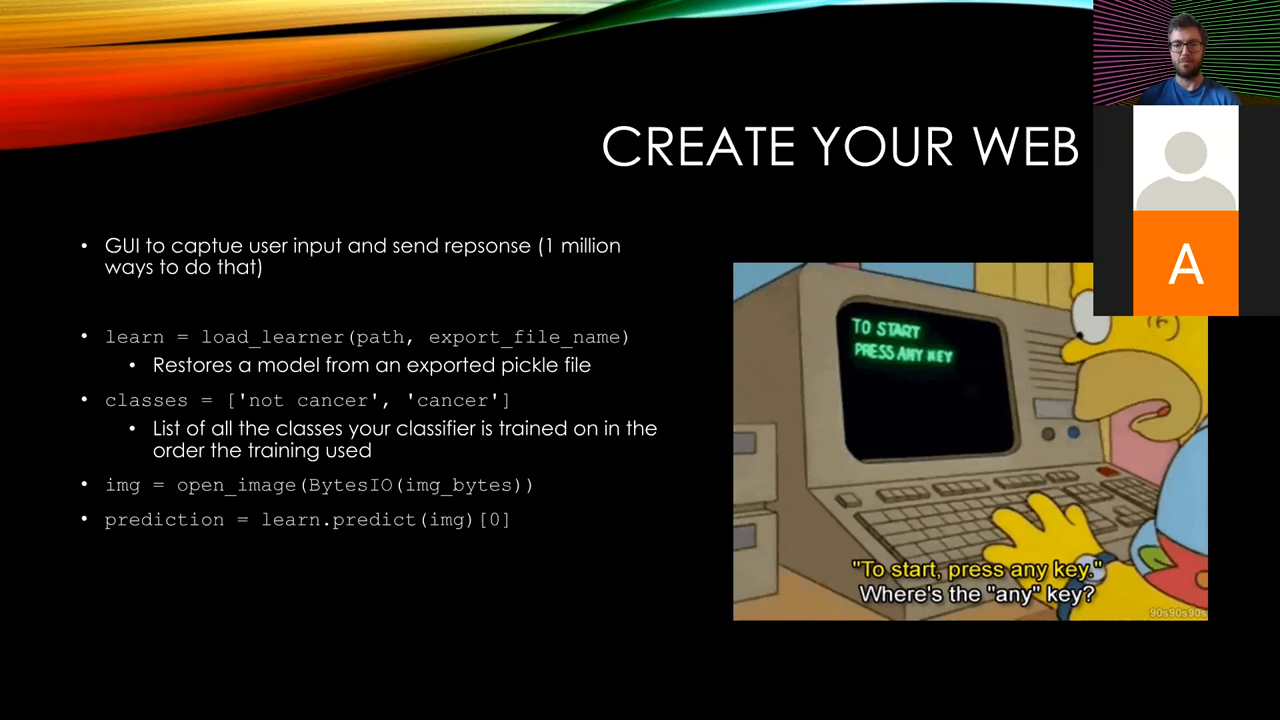 CREATE YOUR WEB
A
• GUI to captue user input and send repsonse (1 million
ways to do that)
• learn = load_learner(path, export_file_name)
• Restores a model from an exported pickle file
• classes = ['not cancer', 'cancer']
• List of all the classes your classifier is trained on in the
order the training used
• img = open_image(BytesIO(img_bytes))
• prediction = learn.predict(img)[0]
TO START
PRESS ANY KEY
"To start, press any key."
Where's the "any" key?
90s90s90s